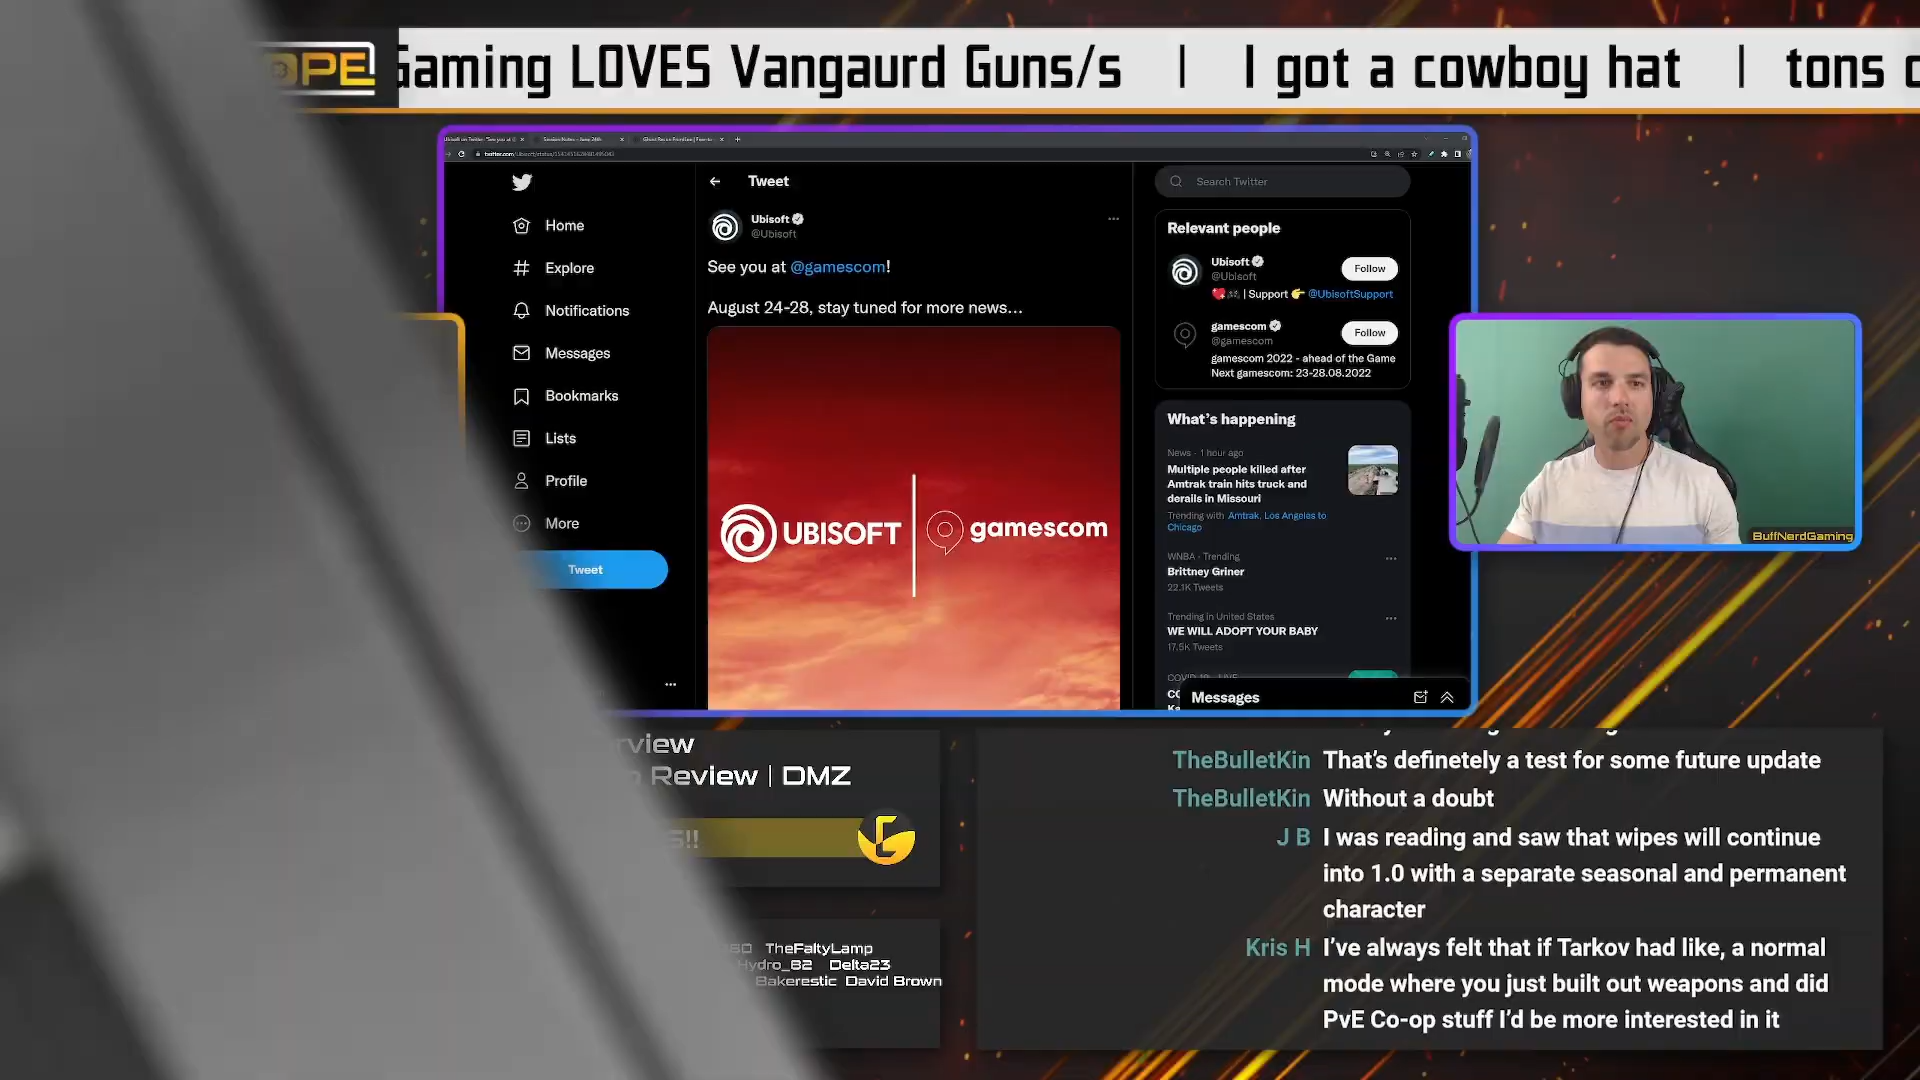 OPE
Gaming LOVES Vangaurd Guns/s | I got a cowboy hat | tons
Tweet
Ubisoft
@Ubisoft
See you at @gamescom!
August 24-28, stay tuned for more news...
UBISOFT | gamescom
Home
Explore
Notifications
Messages
Bookmarks
Lists
Profile
More
Tweet
Search Twitter
Relevant people
Ubisoft
@Ubisoft
Follow
| Support @UbisoftSupport
gamescom
@gamescom
Follow
gamescom 2022 - ahead of the Game
Next gamescom: 23-28.08.2022
What's happening
News · 1 hour ago
Multiple people killed after
Amtrak train hits truck and
derails in Missouri
Trending with Amtrak, Los Angeles to
Chicago
WNBA · Trending
Brittney Griner
22.1K Tweets
Trending in United States
WE WILL ADOPT YOUR BABY
17.5K Tweets
Messages
BuffNerdGaming
rview
Review | DMZ
S!!
TheFaltyLamp
Hydro_82 Delta23
Bakerestic David Brown
TheBulletKin That's definetely a test for some future update
TheBulletKin Without a doubt
J B I was reading and saw that wipes will continue
into 1.0 with a separate seasonal and permanent
character
Kris H I've always felt that if Tarkov had like, a normal
mode where you just built out weapons and did
PvE Co-op stuff I'd be more interested in it